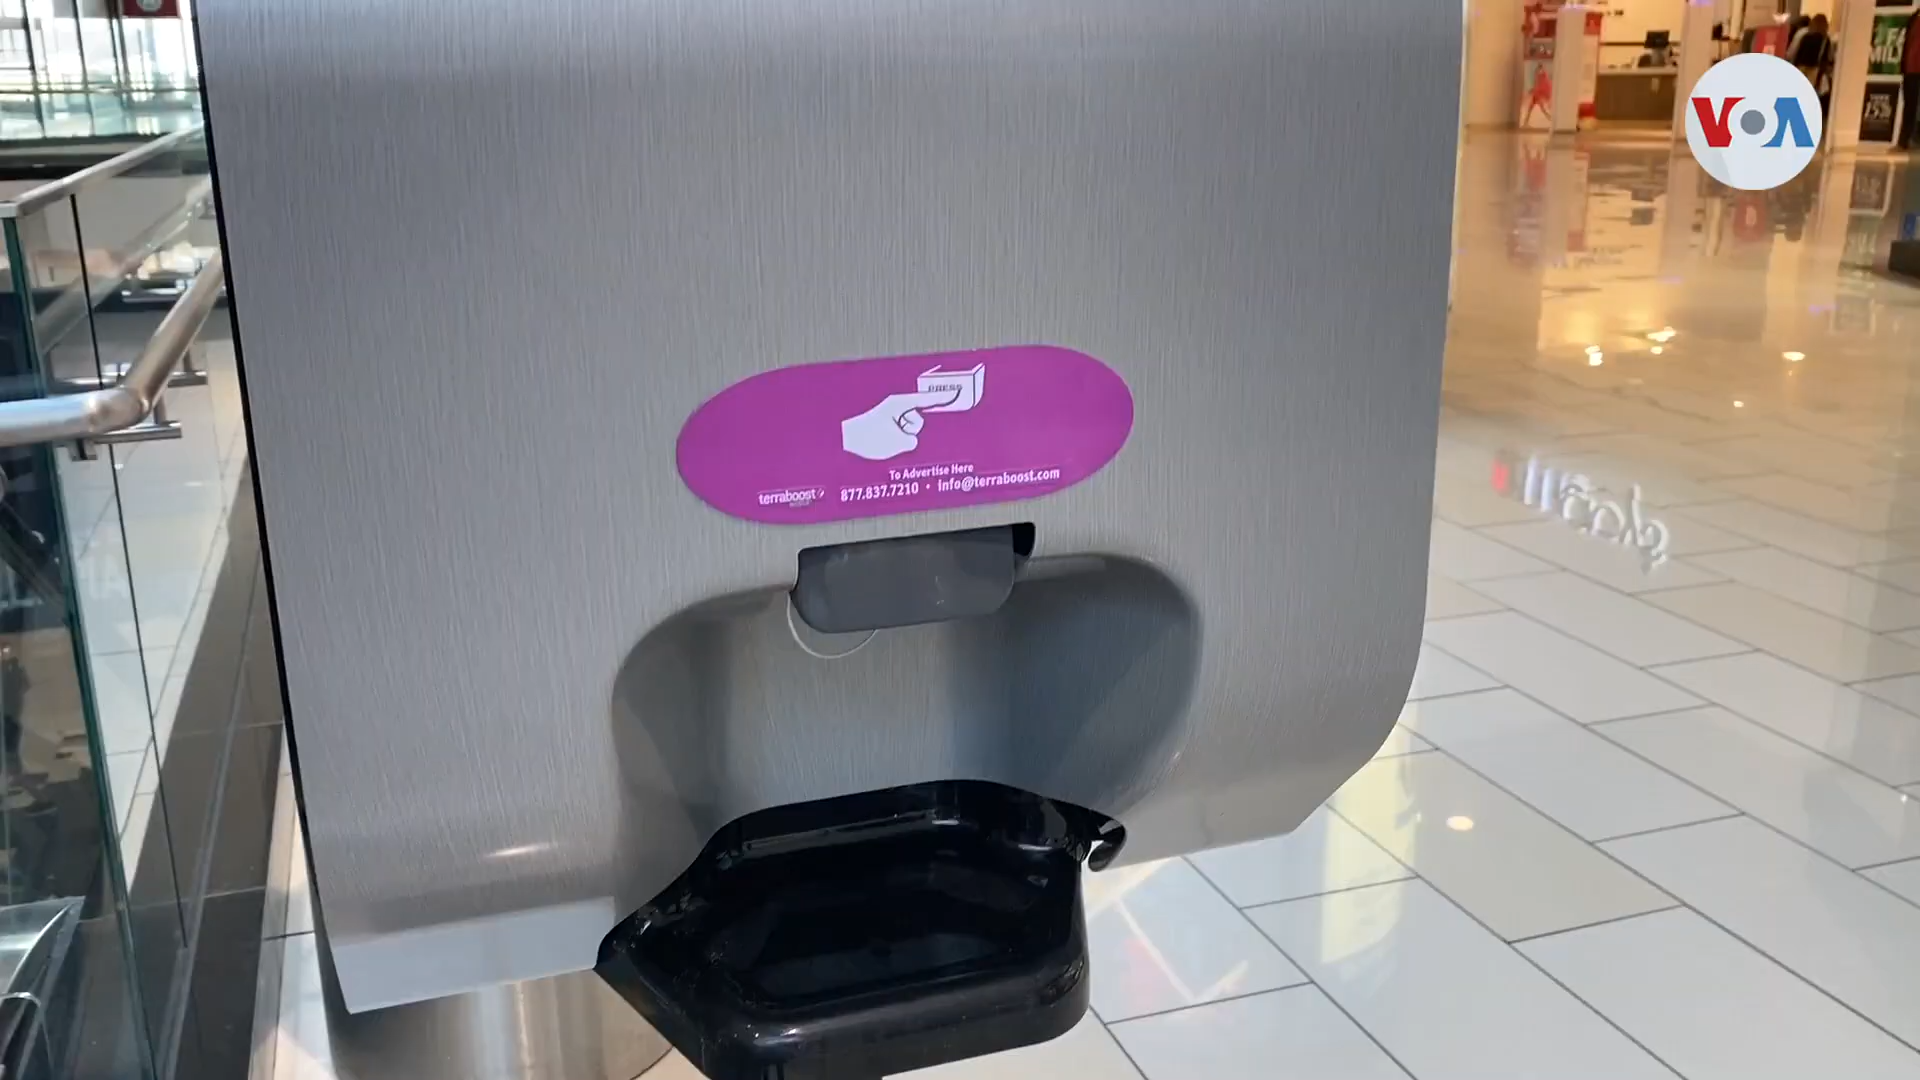 VOA
PRESS
To Advertise Here
terraboost 877.837.7210 • info@terraboost.com